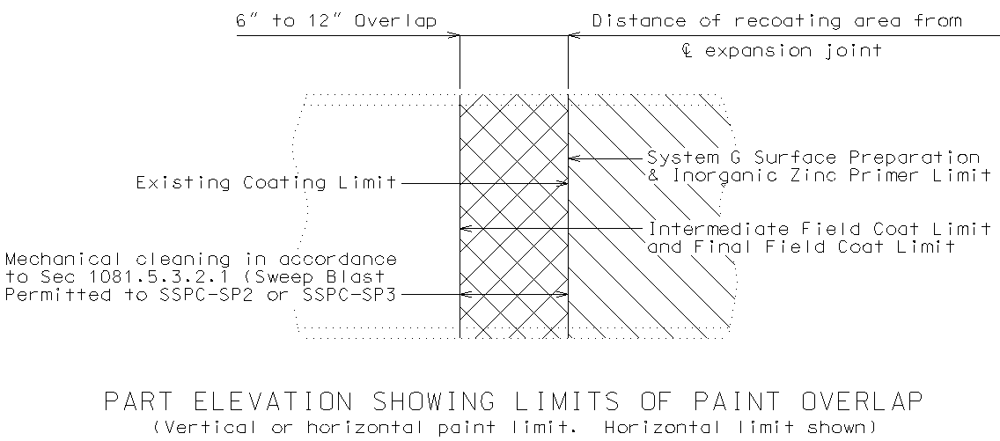 6" to 12" Overlap
Distance of recoating area from
℄ expansion joint
System G Surface Preparation
& Inorganic Zinc Primer Limit
Existing Coating Limit
Intermediate Field Coat Limit
and Final Field Coat Limit
Mechanical cleaning in accordance
to Sec 1081.5.3.2.1 (Sweep Blast
Permitted to SSPC-SP2 or SSPC-SP3
PART ELEVATION SHOWING LIMITS OF PAINT OVERLAP
(Vertical or horizontal paint limit. Horizontal limit shown)